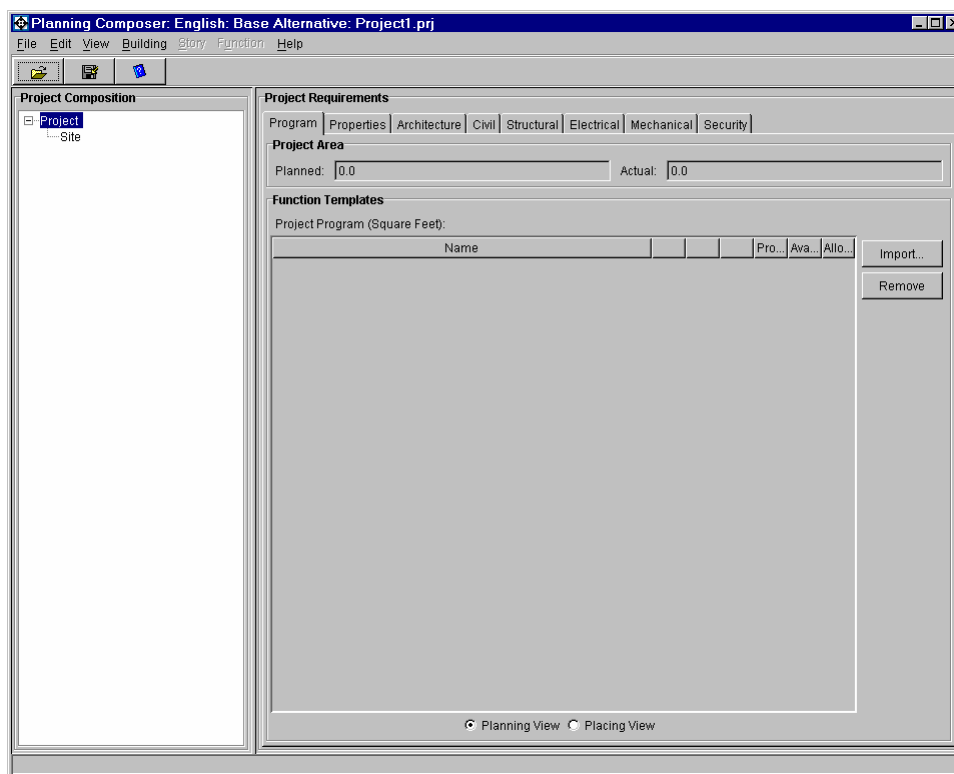 Planning Composer: English: Base Alternative: Project1.prj
File Edit View Building Story Function Help
Project Composition
Project
Site
Project Requirements
Program Properties Architecture Civil Structural Electrical Mechanical Security
Project Area
Planned: 0.0 Actual: 0.0
Function Templates
Project Program (Square Feet):
Name Pro... Ava... Allo...
Import...
Remove
Planning View Placing View